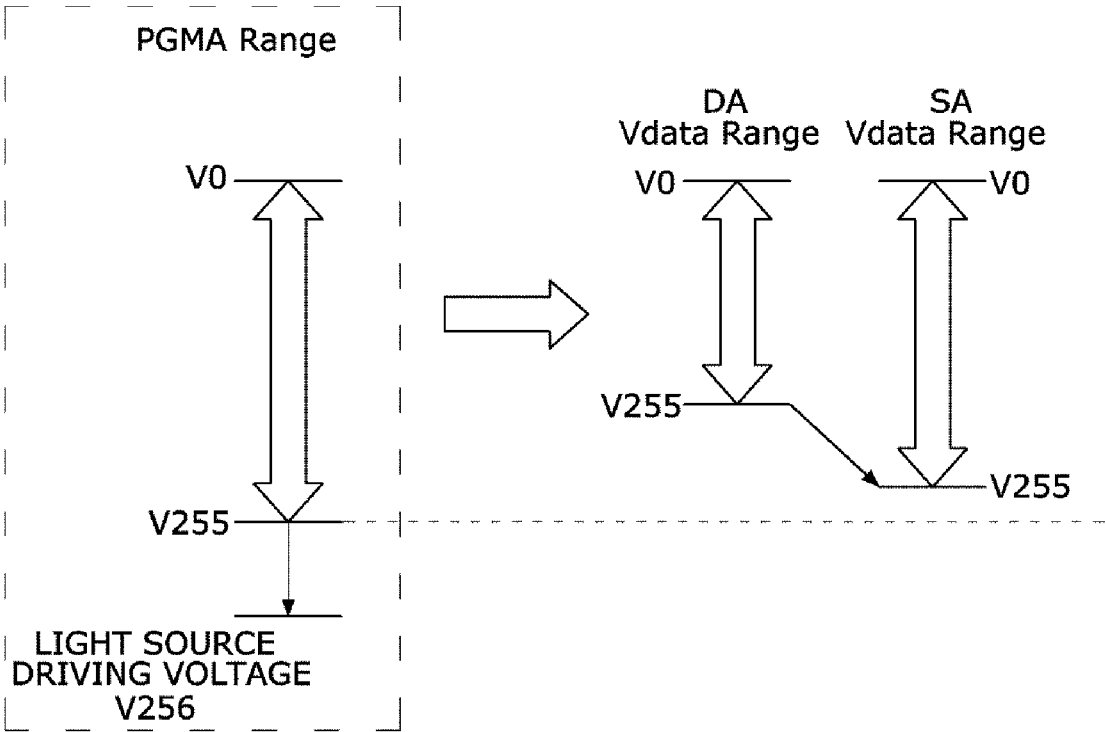 PGMA Range
V0
V255
LIGHT SOURCE
DRIVING VOLTAGE
V256
DA
Vdata Range
V0
V255
SA
Vdata Range
V0
V255